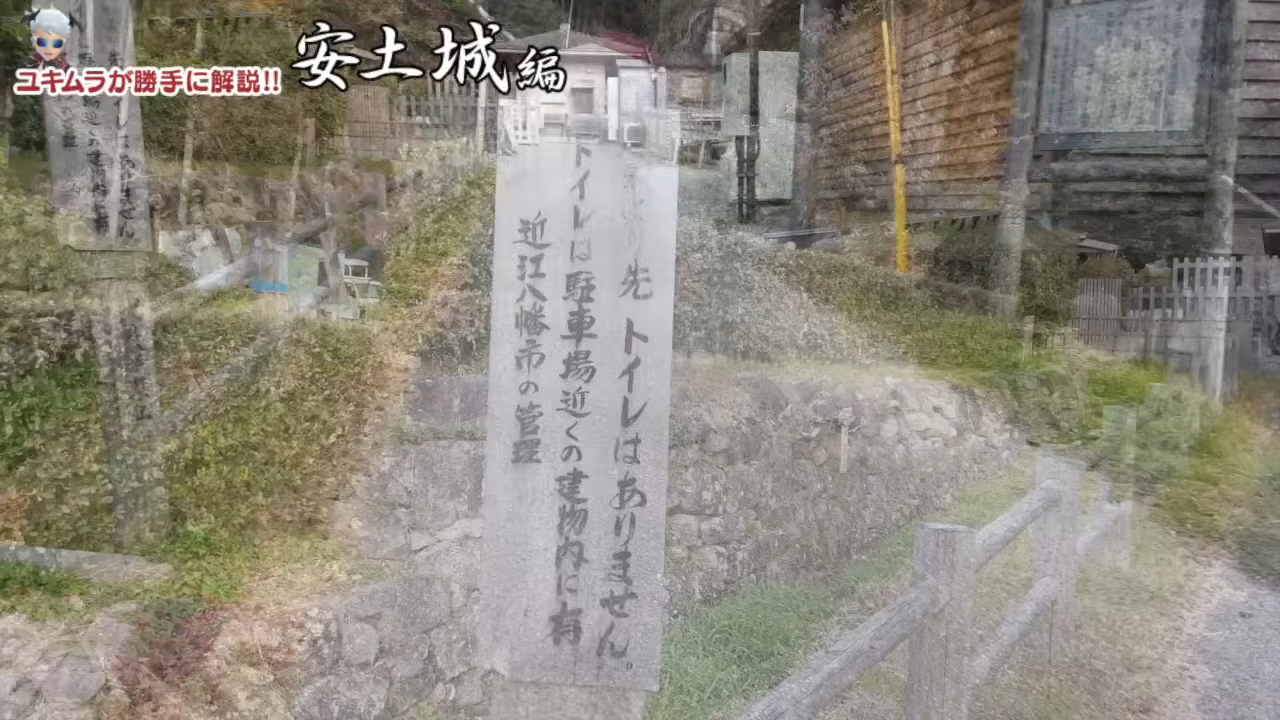 安土城編
ユキムラが勝手に解説!!
り先 トイレはありません。
トイレは駐車場近くの建物内に有
近江八幡市の管理